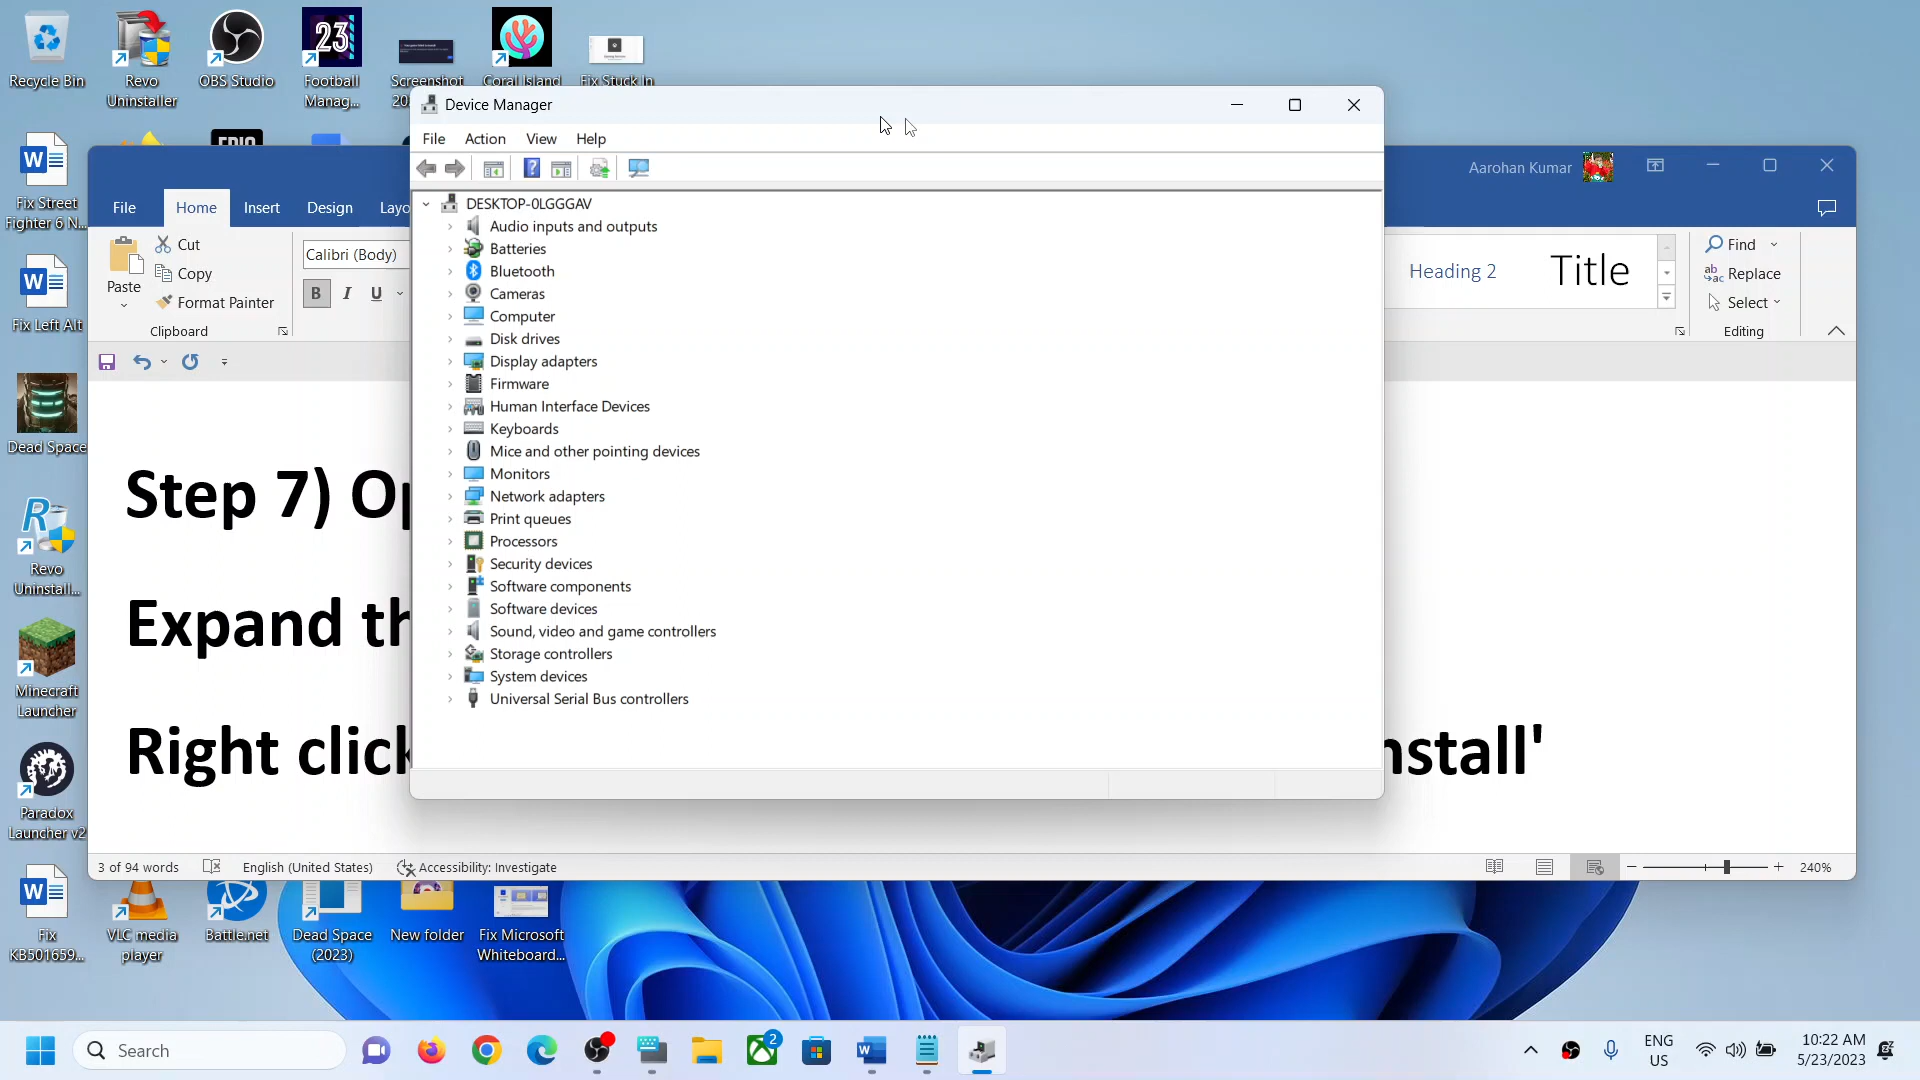 Recycle Bin
Revo
Uninstaller
OBS Studio
23
Football
Manag...
Screenshot
Coral Island
Fix Stuck In
Device Manager
File Action View Help
DESKTOP-0LGGGAV
Audio inputs and outputs
Batteries
Bluetooth
Cameras
Computer
Disk drives
Display adapters
Firmware
Human Interface Devices
Keyboards
Mice and other pointing devices
Monitors
Network adapters
Print queues
Processors
Security devices
Software components
Software devices
Sound, video and game controllers
Storage controllers
System devices
Universal Serial Bus controllers
Aarohan Kumar
File Home Insert Design
Paste
Cut
Copy
Format Painter
Clipboard
Calibri (Body)
B I U
Heading 2
Title
Find
Replace
Select
Editing
Step 7)
Expand
Right click
3 of 94 words
English (United States)
Accessibility: Investigate
240%
Fix Street
Fighter 6 N...
Fix Left Alt
Dead Space
Revo
Uninstall...
Minecraft
Launcher
Paradox
Launcher v2
Fix
KB501659...
VLC media
player
Battle.net
Dead Space
(2023)
New folder
Fix Microsoft
Whiteboard...
Search
2
ENG
US
10:22 AM
5/23/2023